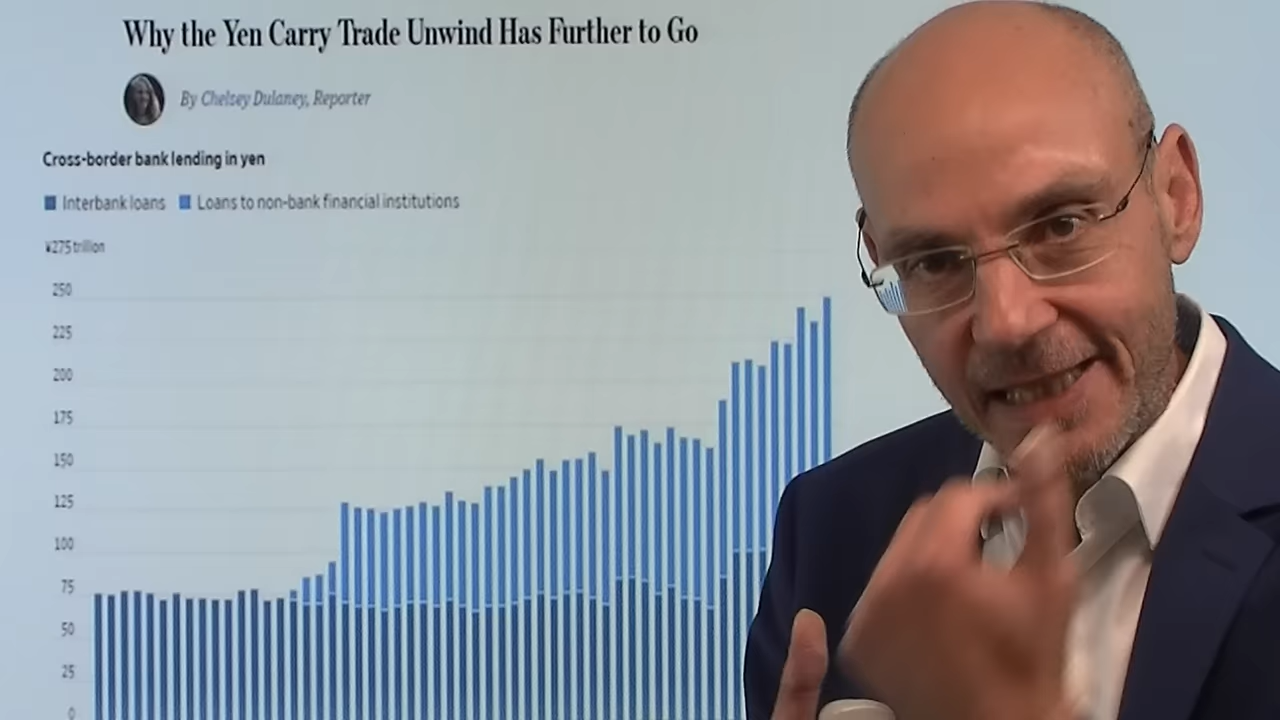 Why the Yen Carry Trade Unwind Has Further to Go
By Chelsey Dulaney, Reporter
Cross-border bank lending in yen
Interbank loans Loans to non-bank financial institutions
¥275 trillion
250
225
200
175
150
125
100
75
50
25
0